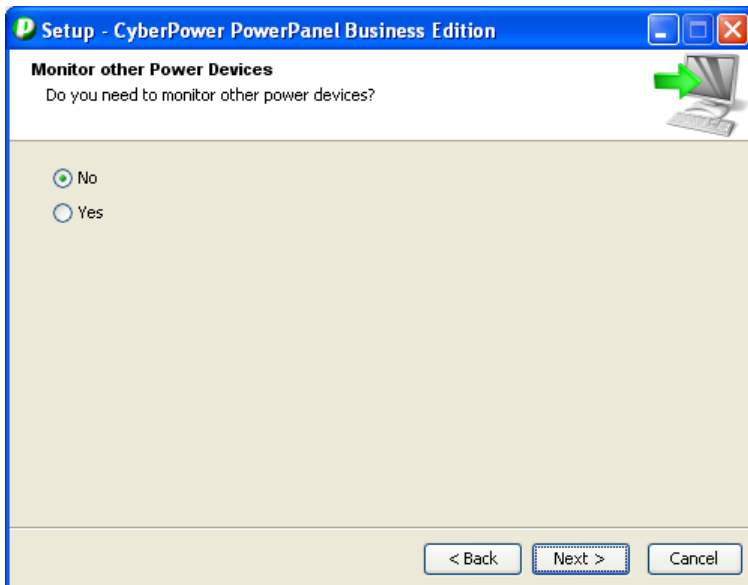 Setup - CyberPower PowerPanel Business Edition
Monitor other Power Devices
Do you need to monitor other power devices?
No
Yes
< Back Next > Cancel